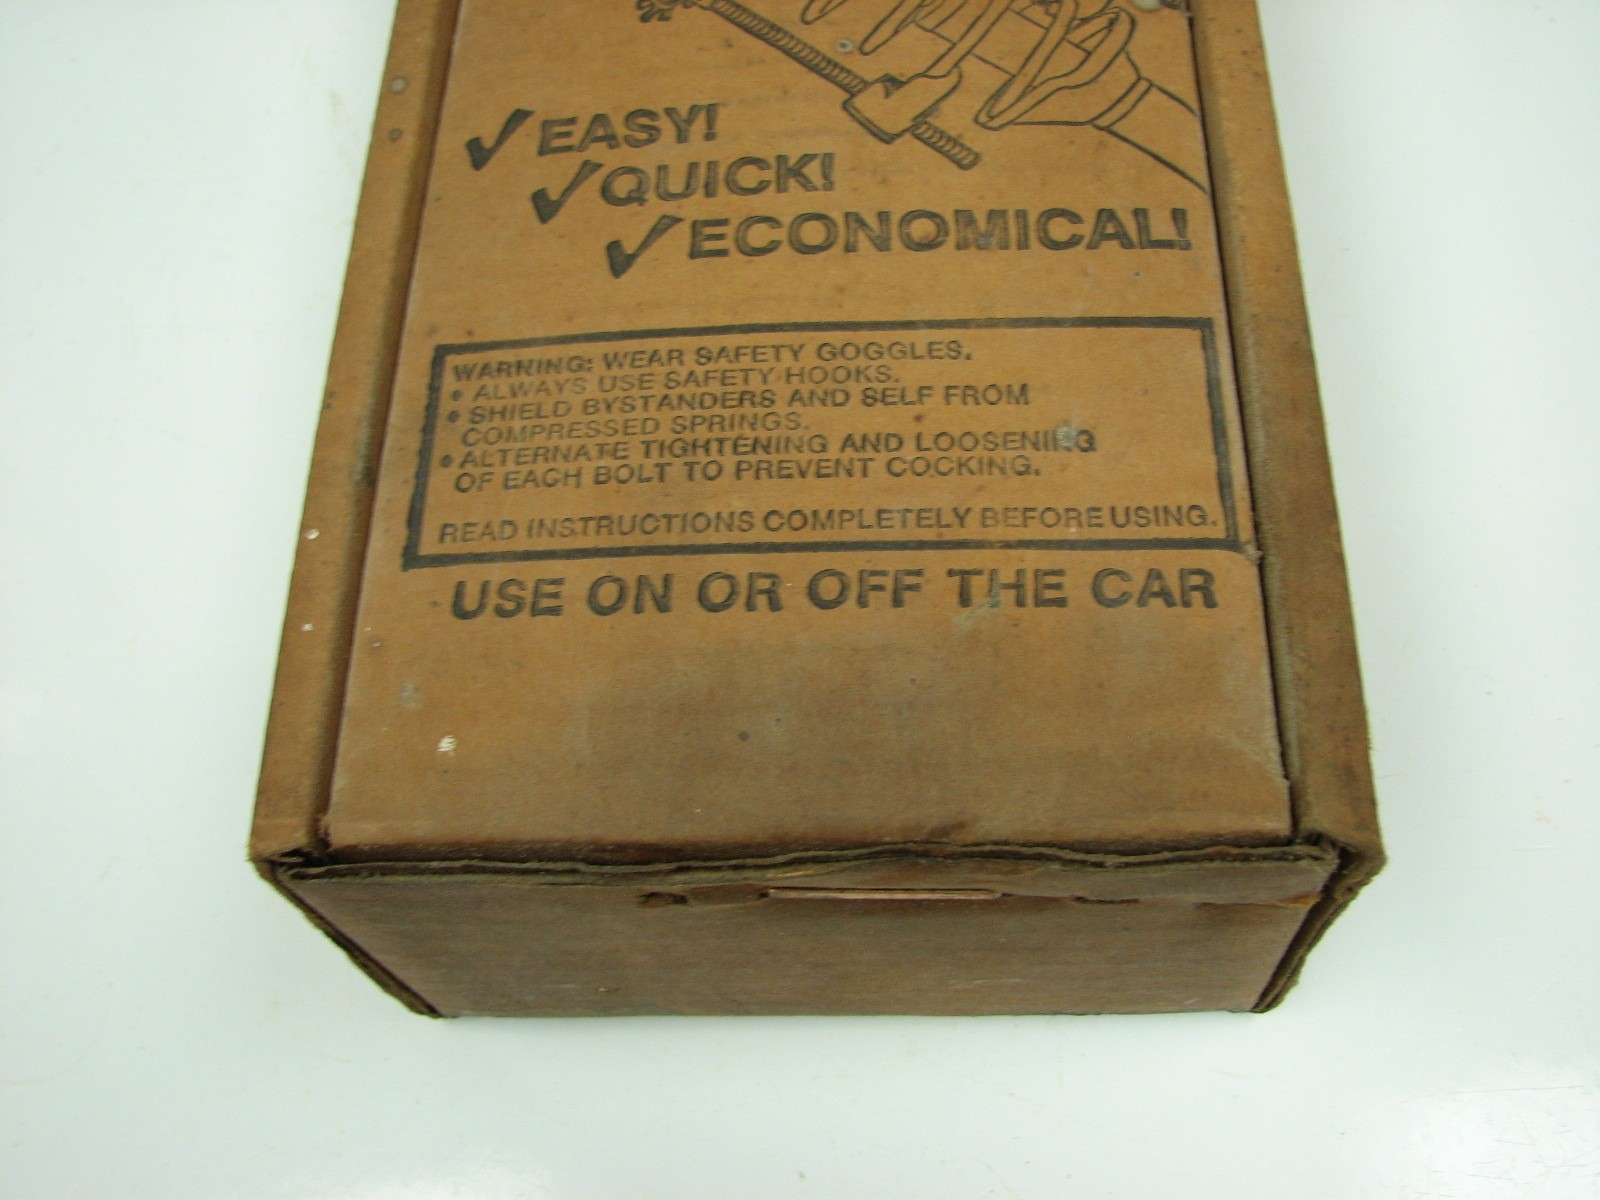 ✓EASY!
✓QUICK!
✓ECONOMICAL!
WARNING: WEAR SAFETY GOGGLES.
• ALWAYS USE SAFETY HOOKS.
• SHIELD BYSTANDERS AND SELF FROM
COMPRESSED SPRINGS.
• ALTERNATE TIGHTENING AND LOOSENING
OF EACH BOLT TO PREVENT COCKING.
READ INSTRUCTIONS COMPLETELY BEFORE USING.
USE ON OR OFF THE CAR